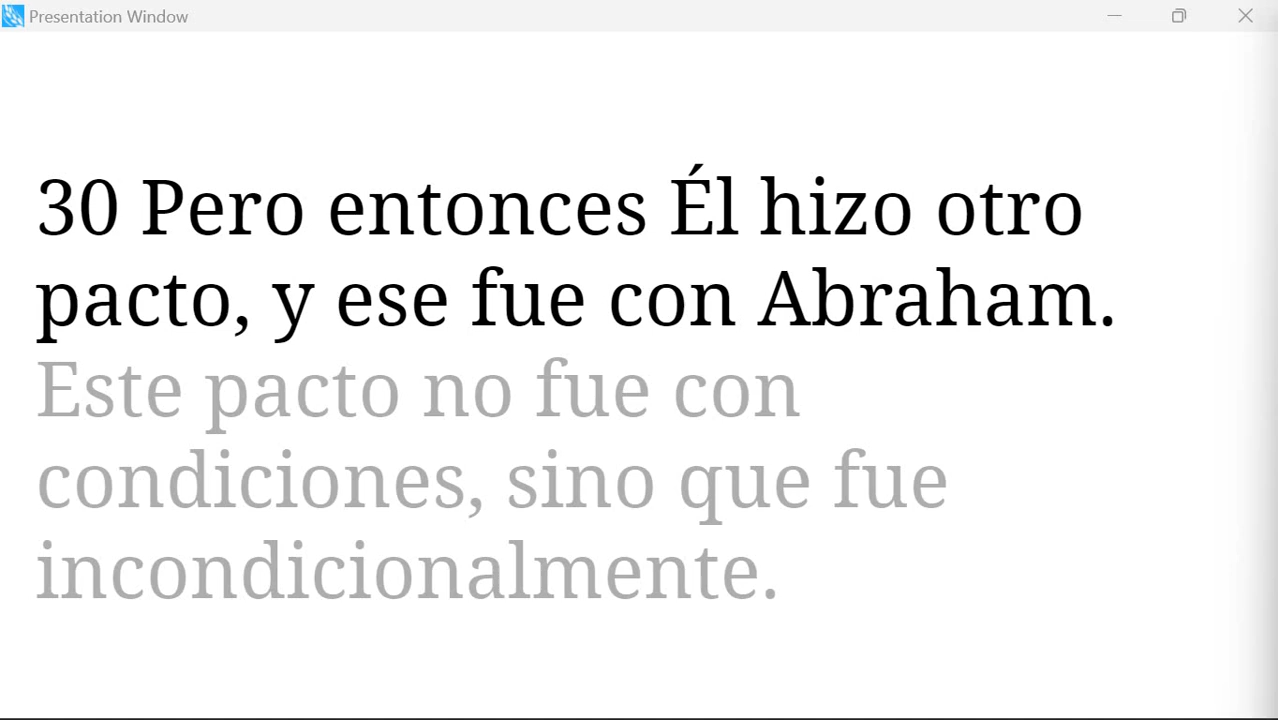 Presentation Window
30 Pero entonces Él hizo otro
pacto, y ese fue con Abraham.
Este pacto no fue con
condiciones, sino que fue
incondicionalmente.